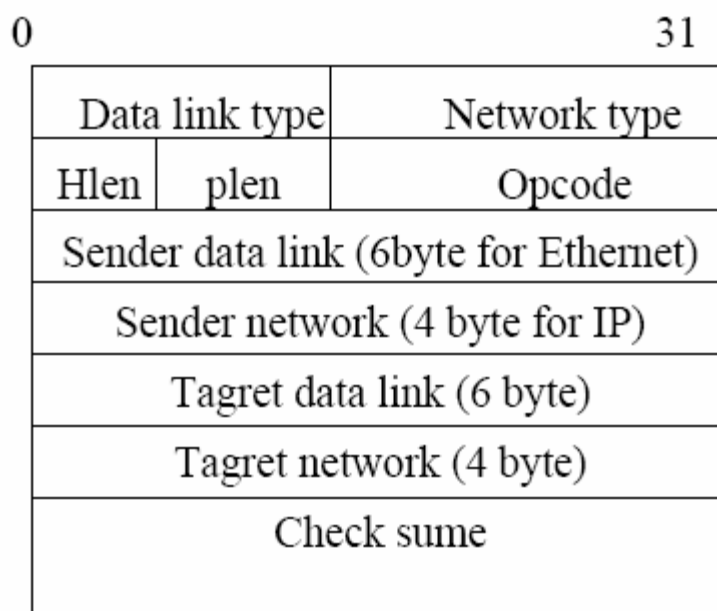 0 31
Data link type Network type
Hlen plen Opcode
Sender data link (6byte for Ethernet)
Sender network (4 byte for IP)
Tagret data link (6 byte)
Tagret network (4 byte)
Check sume